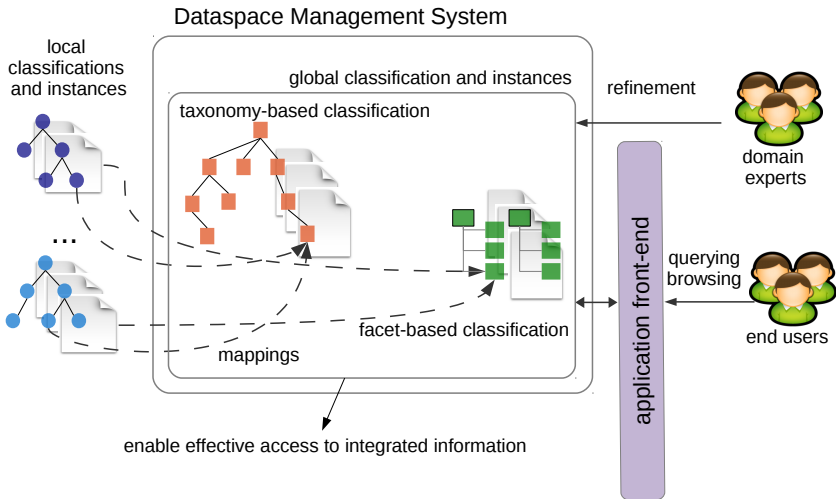 Dataspace Management System
local
classifications
and instances
global classification and instances
taxonomy-based classification
refinement
domain
experts
...
querying
browsing
end users
application front-end
facet-based classification
mappings
enable effective access to integrated information